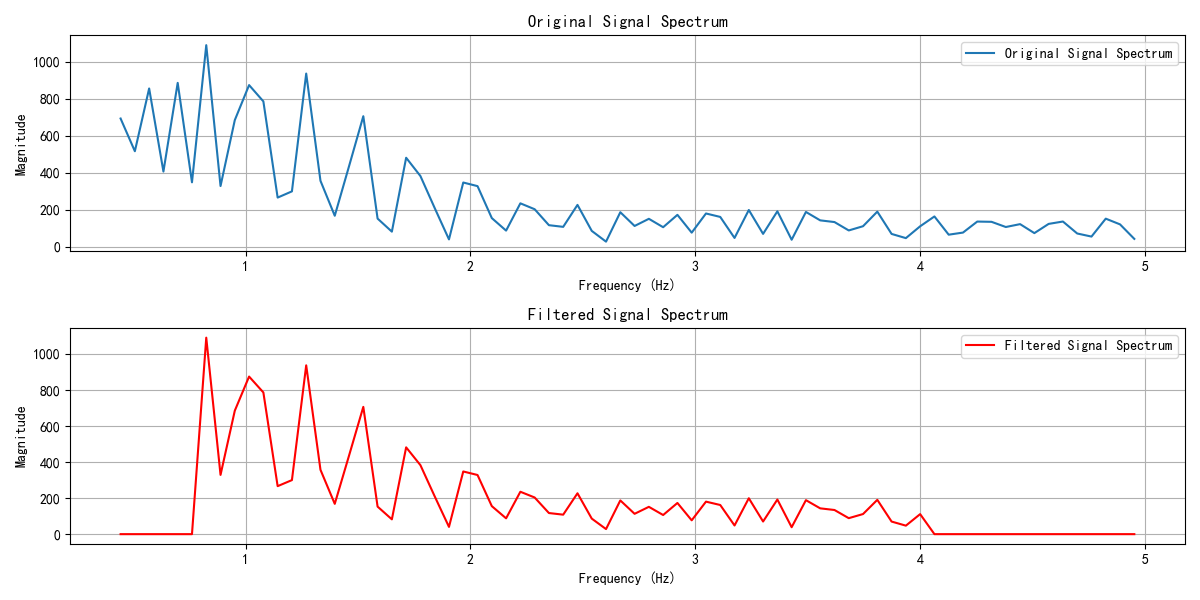 Original Signal Spectrum
Original Signal Spectrum
Magnitude
1000
800
600
400
200
0
1
2
3
4
5
Frequency (Hz)
Filtered Signal Spectrum
Filtered Signal Spectrum
Magnitude
1000
800
600
400
200
0
1
2
3
4
5
Frequency (Hz)